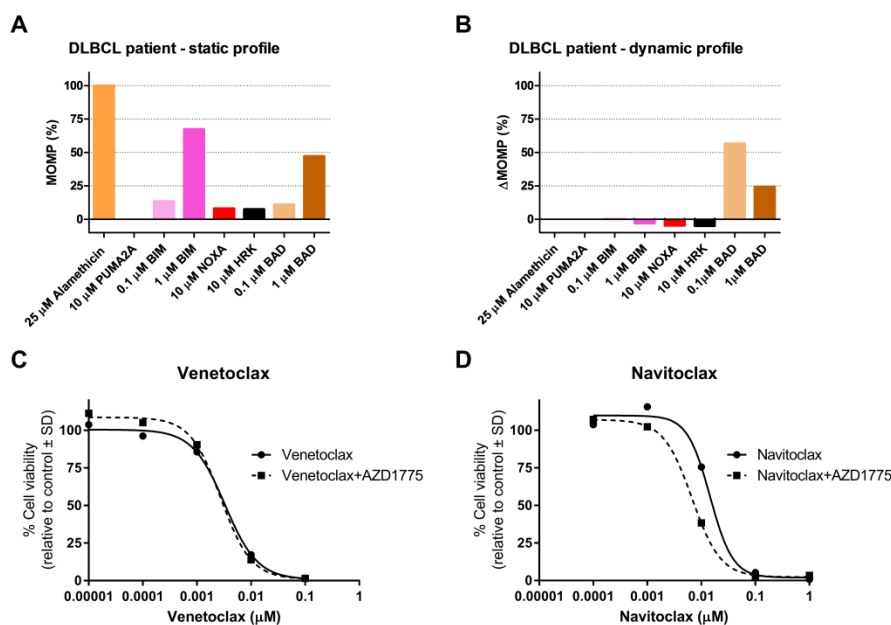 A
DLBCL patient - static profile
MOMP (%)
100
75
50
25
0
25 μM Alamethicin
10 μM PUMA2A
0.1 μM BIM
1 μM BIM
10 μM NOXA
10 μM HRK
0.1 μM BAD
1 μM BAD
B
DLBCL patient - dynamic profile
ΔMOMP (%)
100
75
50
25
0
25 μM Alamethicin
10 μM PUMA2A
0.1 μM BIM
1 μM BIM
10 μM NOXA
10 μM HRK
0.1 μM BAD
1 μM BAD
C
Venetoclax
% Cell viability
(relative to control ± SD)
100
75
50
25
0
Venetoclax
Venetoclax+AZD1775
0.00001 0.0001 0.001 0.01 0.1 1
Venetoclax (μM)
D
Navitoclax
% Cell viability
(relative to control ± SD)
100
75
50
25
0
Navitoclax
Navitoclax+AZD1775
0.00001 0.0001 0.001 0.01 0.1 1
Navitoclax (μM)